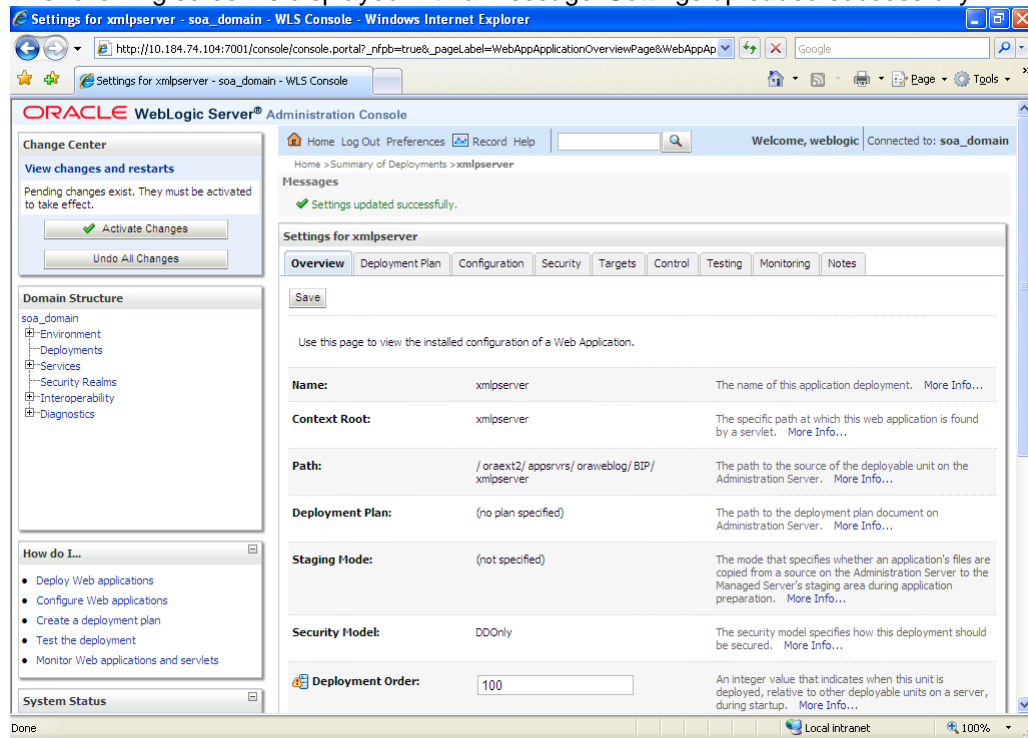 Settings for xmlpserver - soa_domain - WLS Console - Windows Internet Explorer
http://10.184.74.104:7001/console/console.portal?_nfpb=true&_pageLabel=WebAppApplicationOverviewPage&WebAppAp
Google
Settings for xmlpserver - soa_domain - WLS Console
Page
Tools
ORACLE WebLogic Server® Administration Console
Change Center
View changes and restarts
Pending changes exist. They must be activated
to take effect.
Activate Changes
Undo All Changes
Domain Structure
soa_domain
Environment
Deployments
Services
Security Realms
Interoperability
Diagnostics
How do I...
Deploy Web applications
Configure Web applications
Create a deployment plan
Test the deployment
Monitor Web applications and servlets
System Status
Home Log Out Preferences Record Help
Welcome, weblogic Connected to: soa_domain
Home >Summary of Deployments >xmlpserver
Messages
Settings updated successfully.
Settings for xmlpserver
Overview Deployment Plan Configuration Security Targets Control Testing Monitoring Notes
Save
Use this page to view the installed configuration of a Web Application.
Name: xmlpserver The name of this application deployment. More Info...
Context Root: xmlpserver The specific path at which this web application is found
by a servlet. More Info...
Path: / oraext2/ appsrvrs/ oraweblog/ BIP/ The path to the source of the deployable unit on the
xmlpserver Administration Server. More Info...
Deployment Plan: (no plan specified) The path to the deployment plan document on
Administration Server. More Info...
Staging Mode: (not specified) The mode that specifies whether an application's files are
copied from a source on the Administration Server to the
Managed Server's staging area during application
preparation. More Info...
Security Model: DDOnly The security model specifies how this deployment should
be secured. More Info...
Deployment Order: 100 An integer value that indicates when this unit is
deployed, relative to other deployable units on a server,
during startup. More Info...
Done
Local intranet
100%